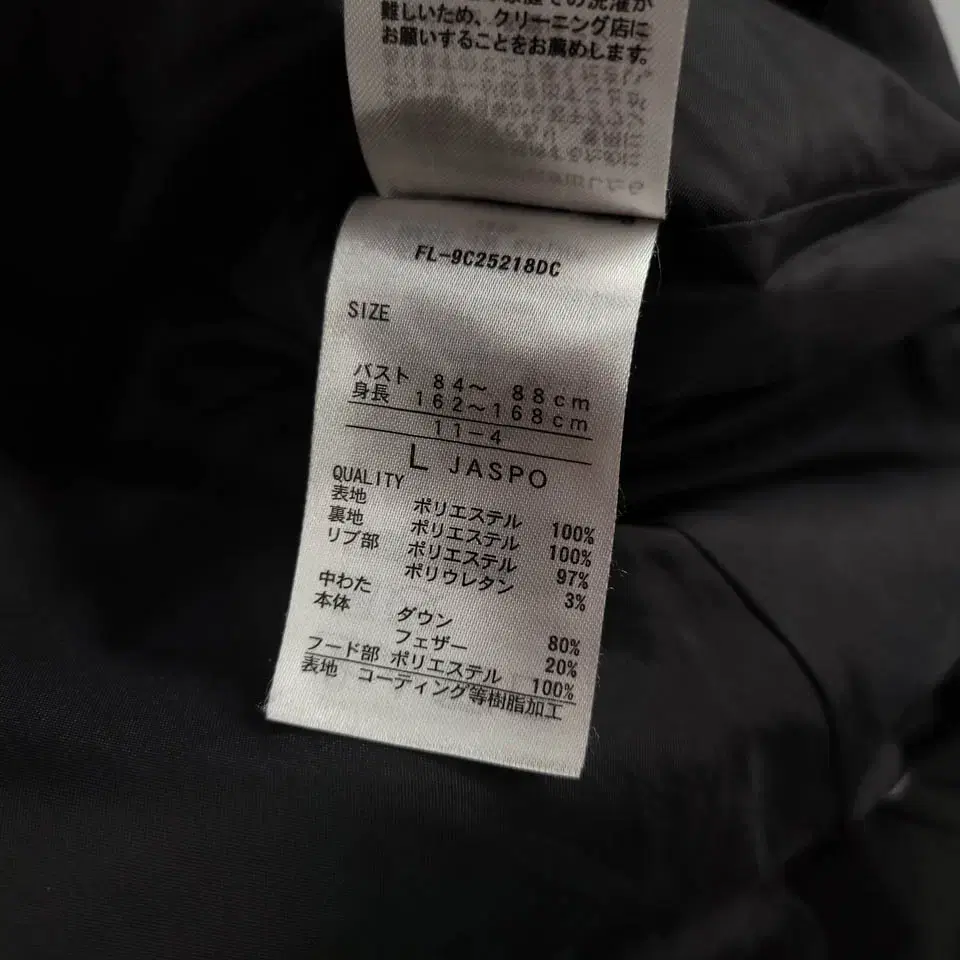 の洗濯が
難しいため、クリーニング店に
お願いすることをお薦めします。
FL-9C25218DC
SIZE
バスト 84〜 88cm
身長 162〜168cm
11-4
L JASPO
QUALITY
表地 ポリエステル 100%
裏地 ポリエステル 100%
リブ部 ポリエステル 97%
ポリウレタン 3%
中わた
本体 ダウン 80%
フェザー 20%
フード部 ポリエステル 100%
表地 コーティング等樹脂加工